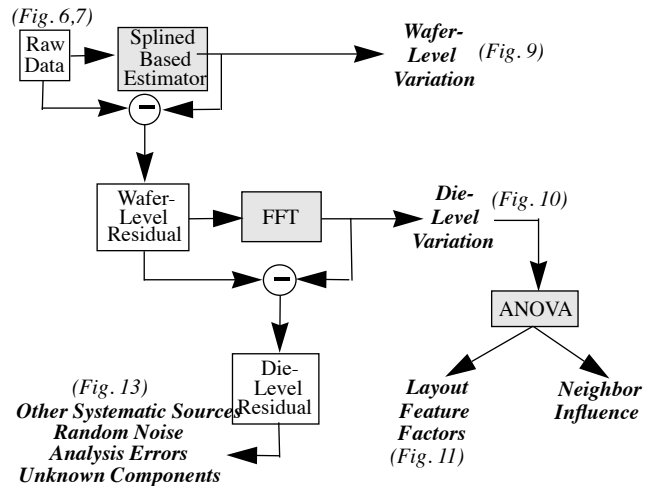 (Fig. 6,7)
Raw
Data
Splined
Based
Estimator
Wafer-
Level
Variation
(Fig. 9)
Wafer-
Level
Residual
FFT
Die-
Level
Variation
(Fig. 10)
ANOVA
Die-
Level
Residual
Layout
Feature
Factors
(Fig. 11)
Neighbor
Influence
(Fig. 13)
Other Systematic Sources
Random Noise
Analysis Errors
Unknown Components